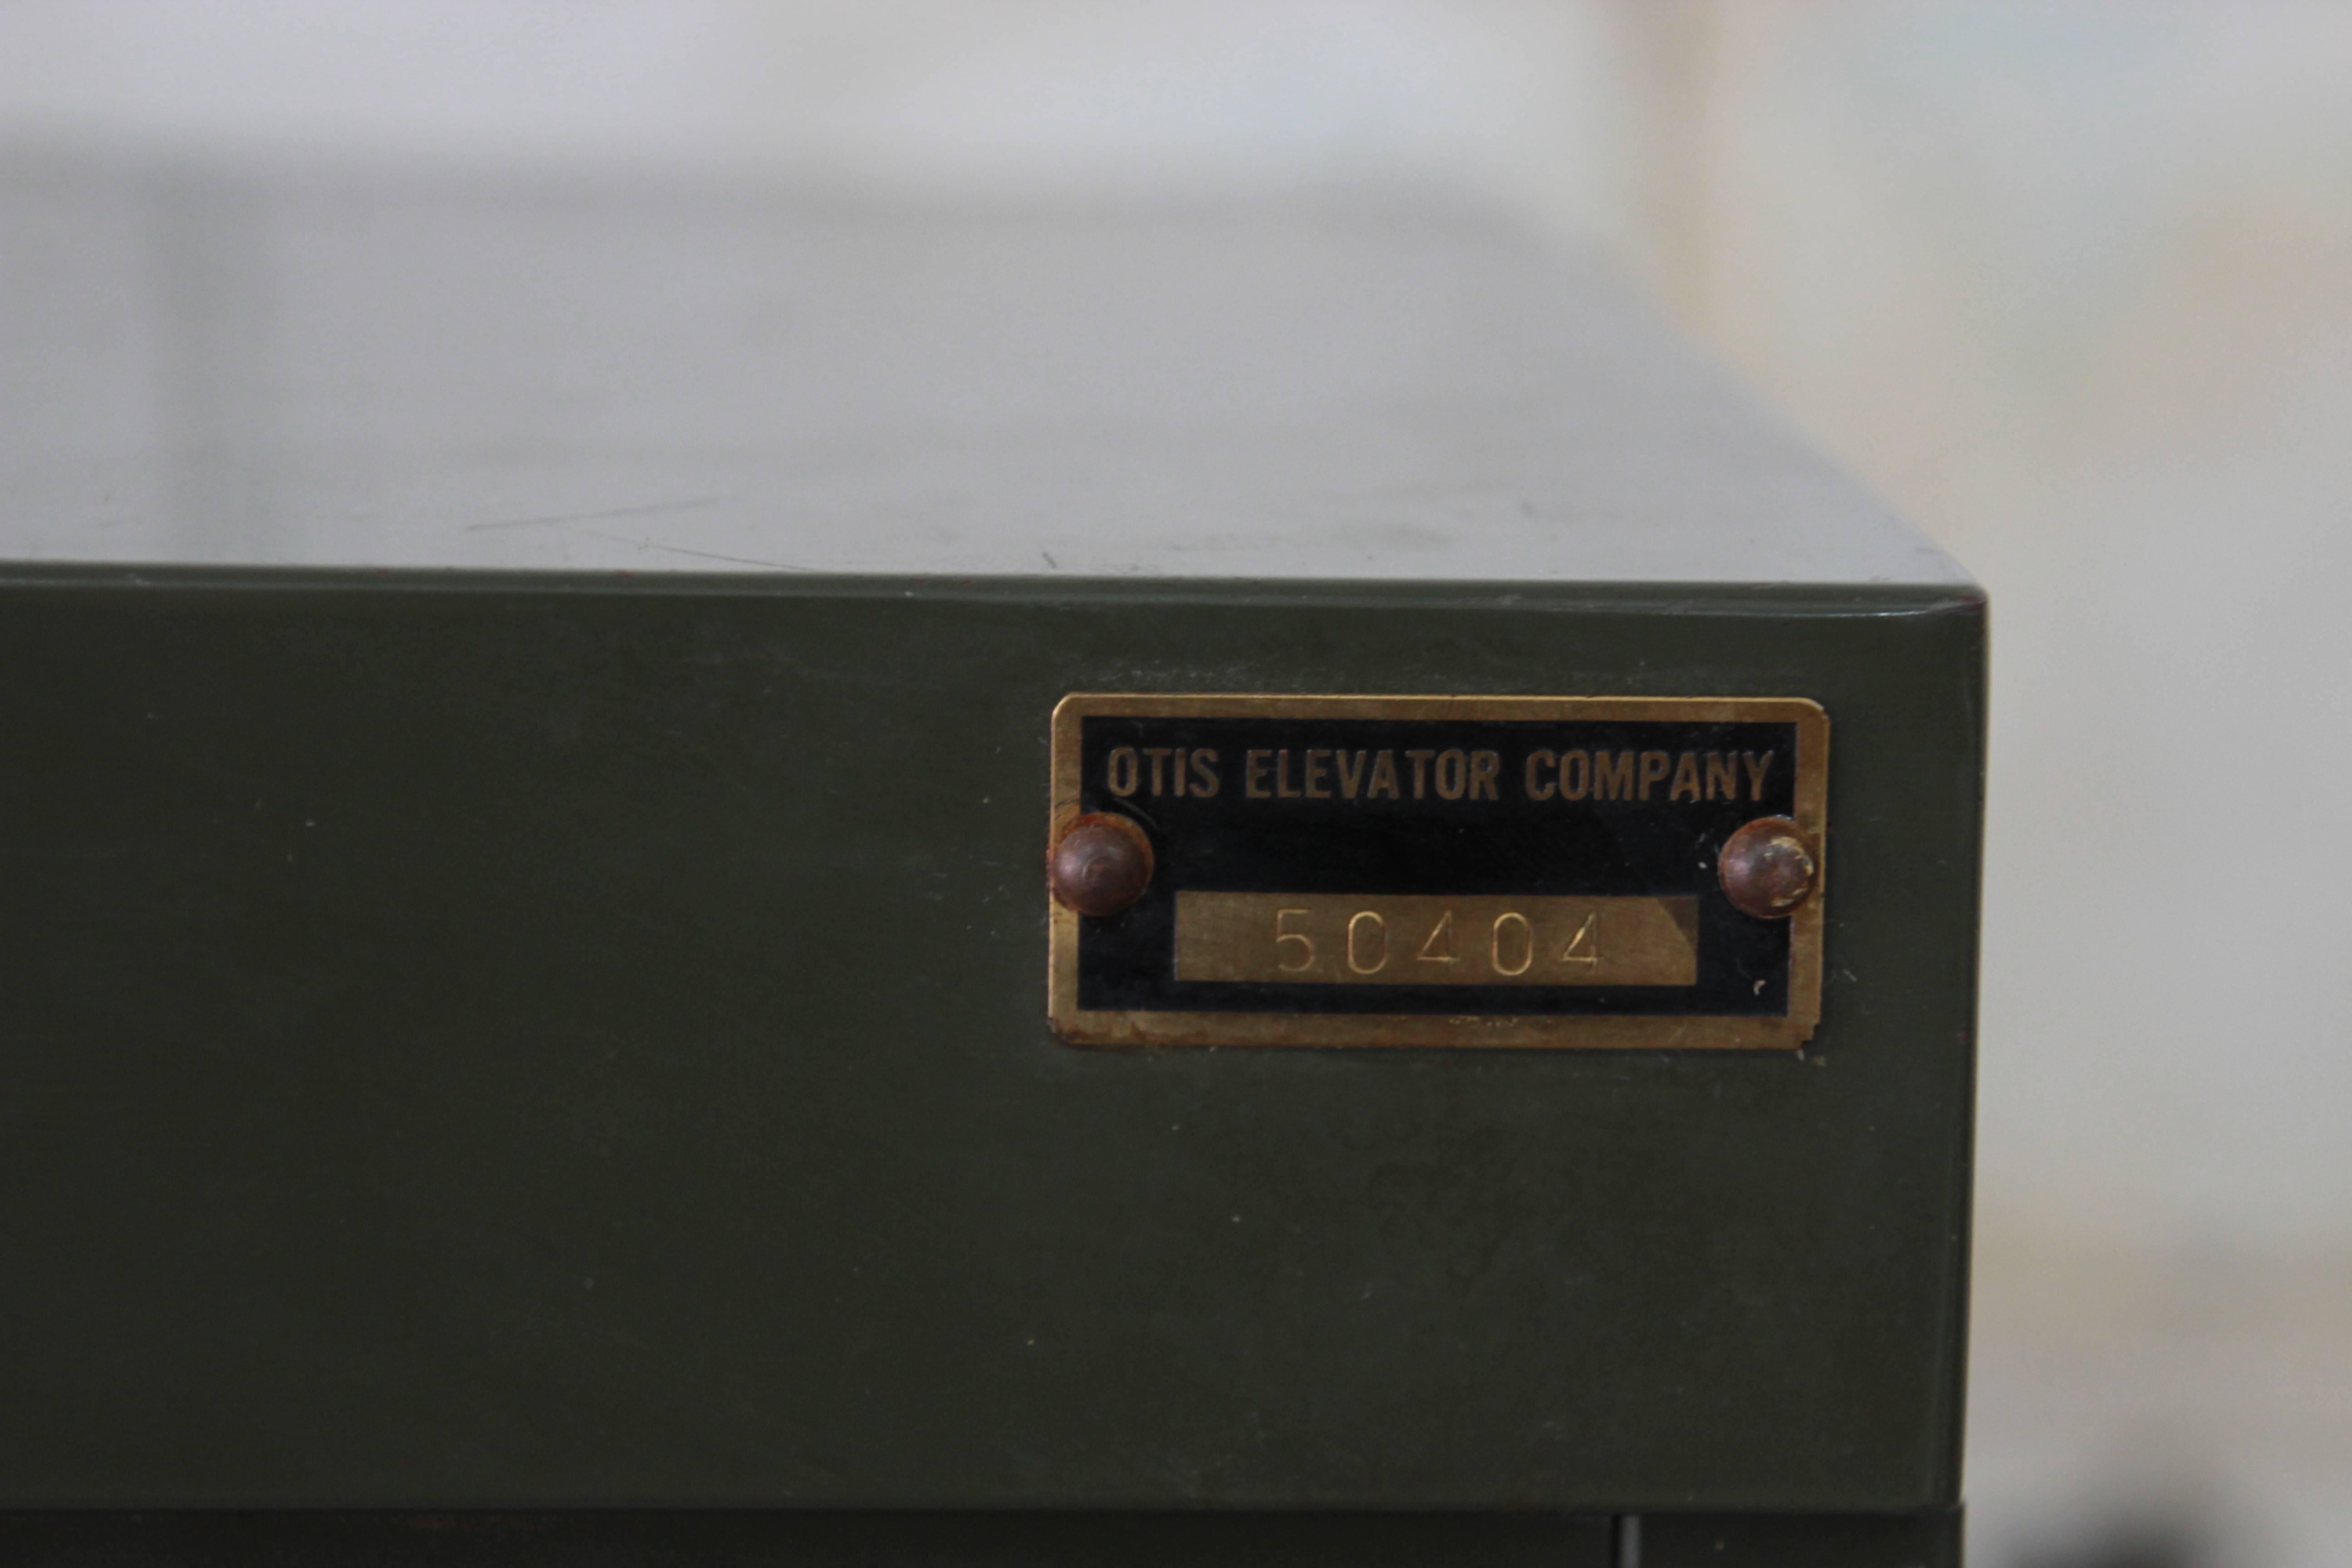 OTIS ELEVATOR COMPANY
50404